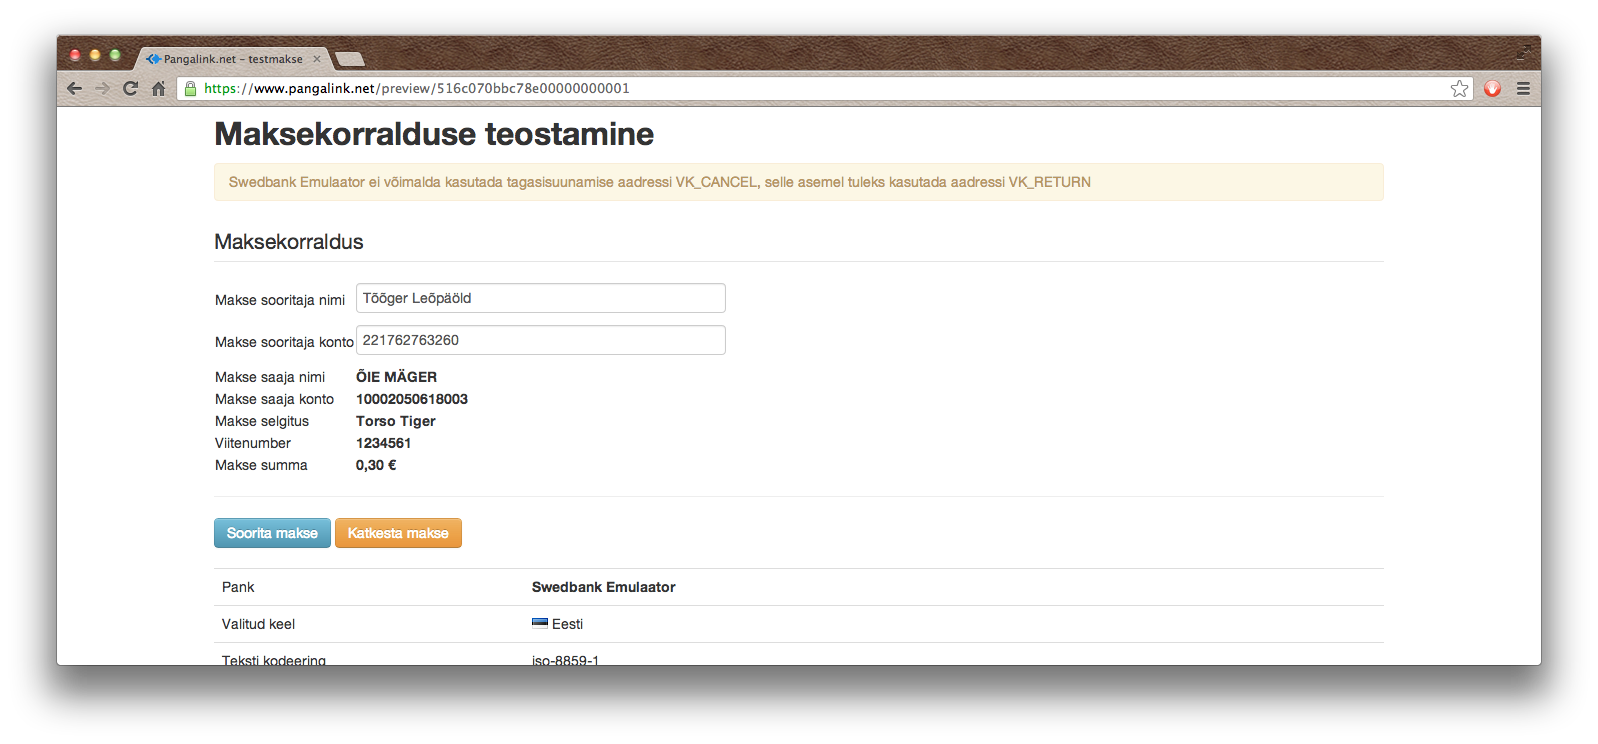 Pangalink.net – testmakse
https://www.pangalink.net/preview/516c070bbc78e00000000001
Maksekorralduse teostamine
Swedbank Emulaator ei võimalda kasutada tagasisuunamise aadressi VK_CANCEL, selle asemel tuleks kasutada aadressi VK_RETURN
Maksekorraldus
Makse sooritaja nimi Tõõger Leõpäöld
Makse sooritaja konto 221762763260
Makse saaja nimi ÕIE MÄGER
Makse saaja konto 10002050618003
Makse selgitus Torso Tiger
Viitenumber 1234561
Makse summa 0,30 €
Soorita makse Katkesta makse
Pank Swedbank Emulaator
Valitud keel Eesti
Teksti kodeering iso-8859-1